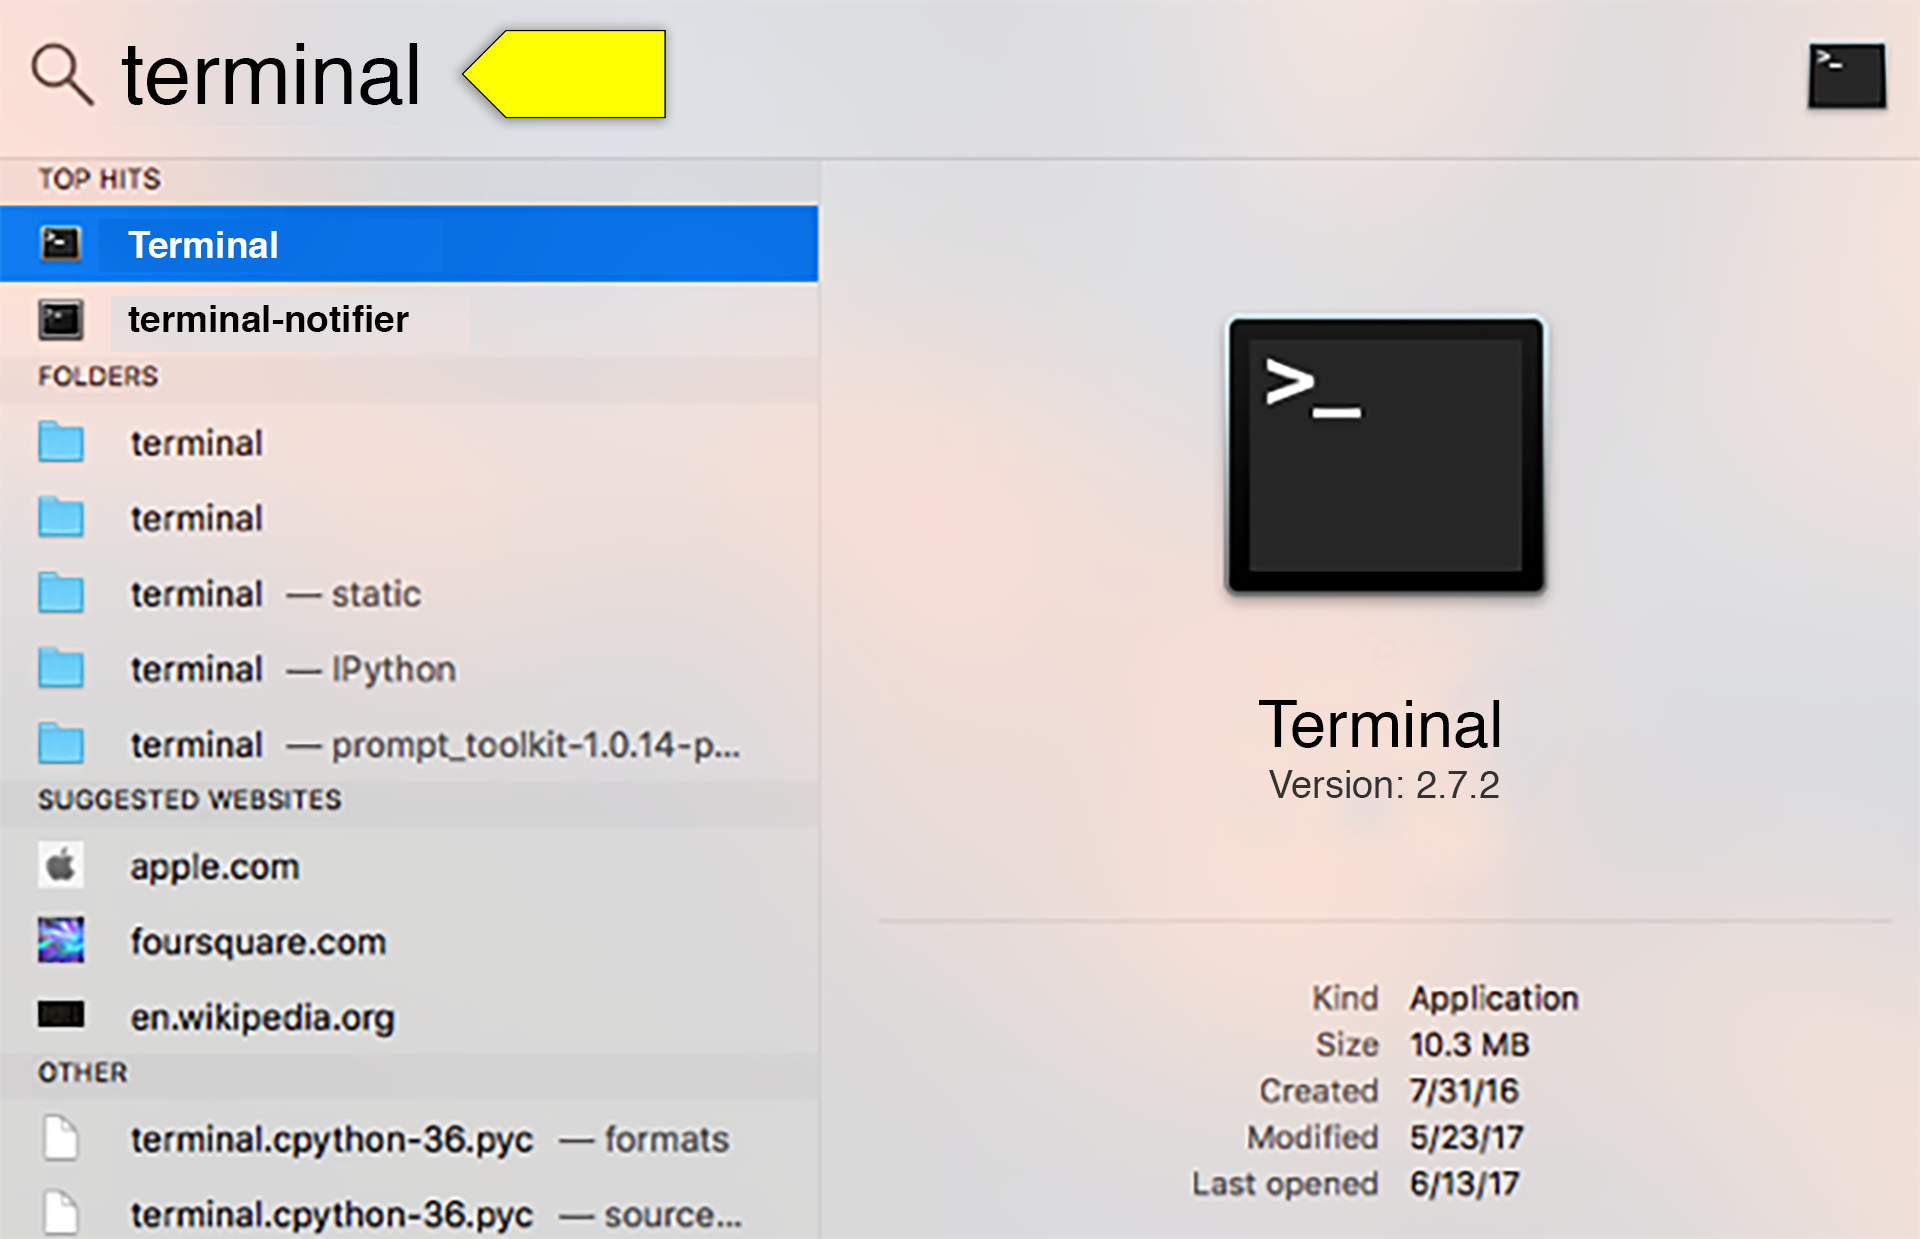 terminal
>_
TOP HITS
Terminal
terminal-notifier
FOLDERS
terminal
terminal
terminal — static
terminal — IPython
terminal — prompt_toolkit-1.0.14-p...
SUGGESTED WEBSITES
apple.com
foursquare.com
en.wikipedia.org
OTHER
terminal.cpython-36.pyc — formats
terminal.cpython-36.pyc — source...
>_
Terminal
Version: 2.7.2
Kind Application
Size 10.3 MB
Created 7/31/16
Modified 5/23/17
Last opened 6/13/17